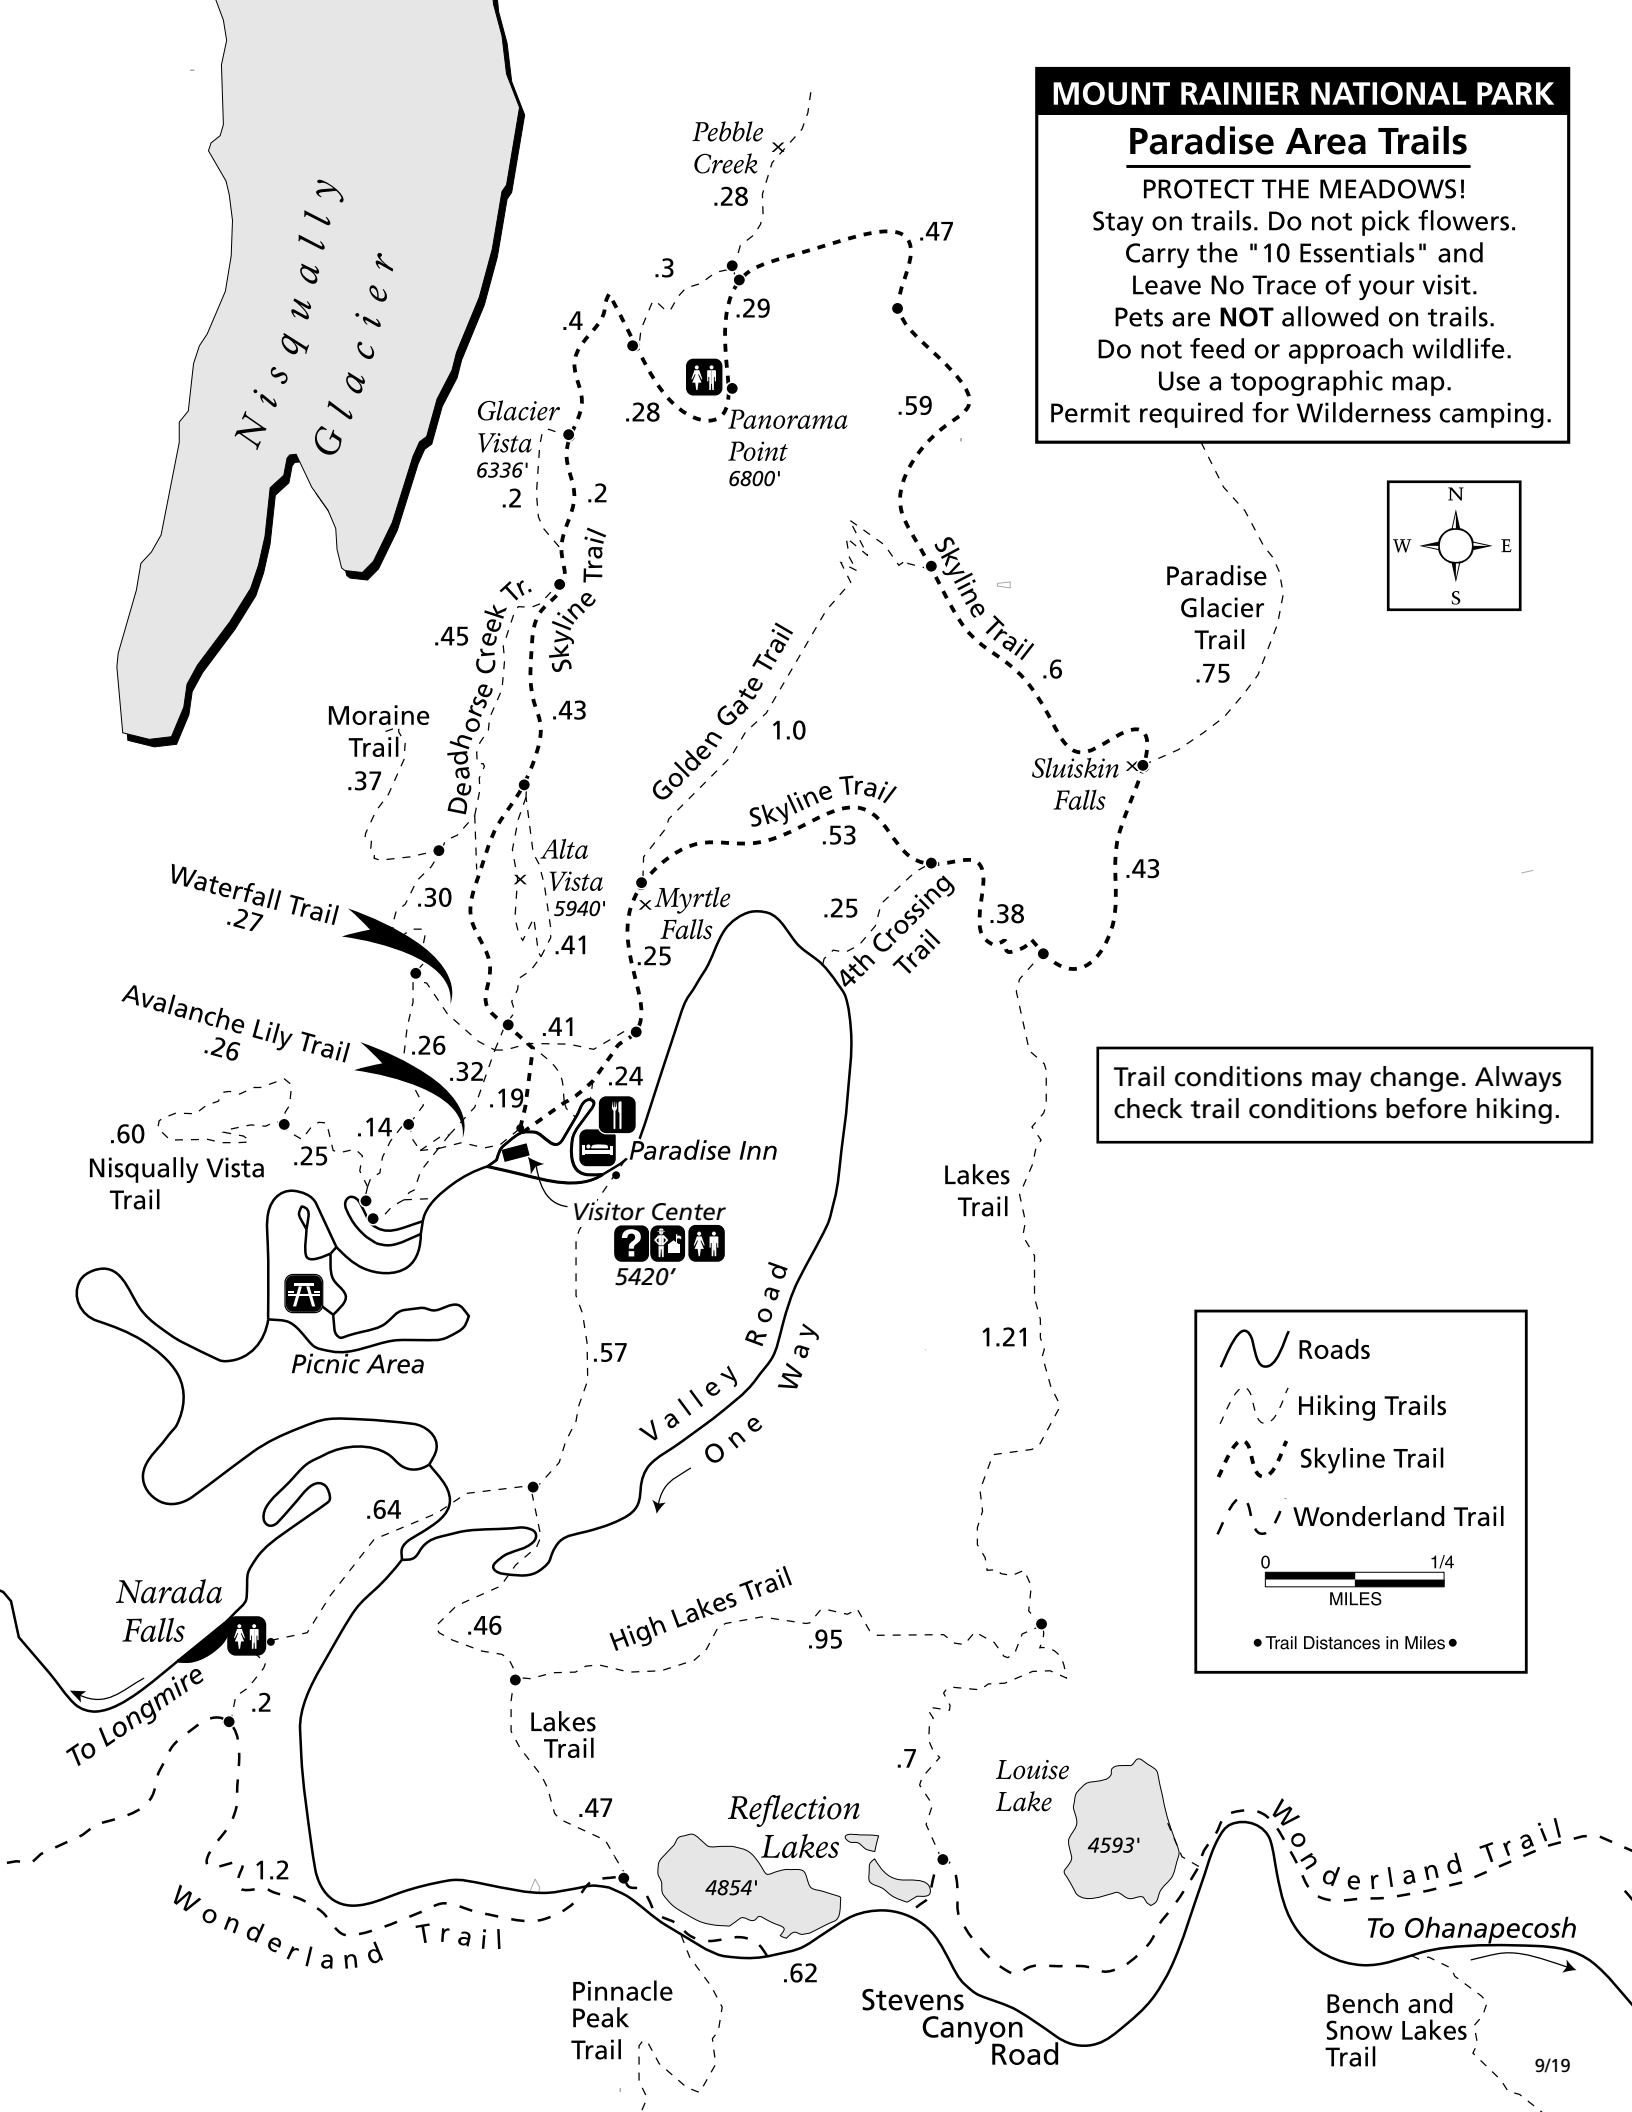 MOUNT RAINIER NATIONAL PARK
Paradise Area Trails
PROTECT THE MEADOWS!
Stay on trails. Do not pick flowers.
Carry the "10 Essentials" and
Leave No Trace of your visit.
Pets are NOT allowed on trails.
Do not feed or approach wildlife.
Use a topographic map.
Permit required for Wilderness camping.
Pebble
Creek
.28
Nisqually
Glacier
.47
.3
.29
.4
.28
Glacier
Vista
6336'
.2
.2
Panorama
Point
6800'
.59
N
W
E
S
Skyline Trail
Skyline Trail
.6
Paradise
Glacier
Trail
.75
Deadhorse Creek Tr.
.45
.43
Golden Gate Trail
1.0
Moraine
Trail
.37
Sluiskin
Falls
Skyline Trail
.53
.43
Alta
Vista
5940'
.41
Waterfall Trail
.27
.30
Myrtle
Falls
.25
.25
4th Crossing
Trail
.38
Avalanche Lily Trail
.26
.26
.32
.41
.24
.19
Trail conditions may change. Always
check trail conditions before hiking.
.60
Nisqually Vista
Trail
.25
.14
Paradise Inn
Visitor Center
?
5420’
Lakes
Trail
1.21
Picnic Area
.57
Valley Road
One Way
Roads
Hiking Trails
Skyline Trail
Wonderland Trail
0
1/4
MILES
•Trail Distances in Miles•
.64
Narada
Falls
To Longmire
.2
.46
High Lakes Trail
.95
Lakes
Trail
.47
.7
Louise
Lake
4593'
Reflection
Lakes
4854'
1.2
Wonderland Trail
.62
Wonderland Trail
To Ohanapecosh
Pinnacle
Peak
Trail
Stevens
Canyon
Road
Bench and
Snow Lakes
Trail
9/19